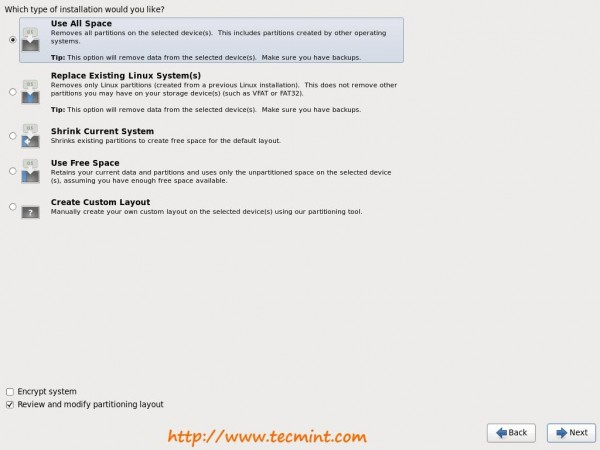 Which type of installation would you like?
Use All Space
Removes all partitions on the selected device(s).  This includes partitions created by other operating
systems.
Tip: This option will remove data from the selected device(s).  Make sure you have backups.
Replace Existing Linux System(s)
Removes only Linux partitions (created from a previous Linux installation).  This does not remove other
partitions you may have on your storage device(s) (such as VFAT or FAT32).
Tip: This option will remove data from the selected device(s).  Make sure you have backups.
Shrink Current System
Shrinks existing partitions to create free space for the default layout.
Use Free Space
Retains your current data and partitions and uses only the unpartitioned space on the selected device
(s), assuming you have enough free space available.
Create Custom Layout
Manually create your own custom layout on the selected device(s) using our partitioning tool.
Encrypt system
Review and modify partitioning layout
http://www.tecmint.com
Back
Next
OS
OS
OS
OS
?